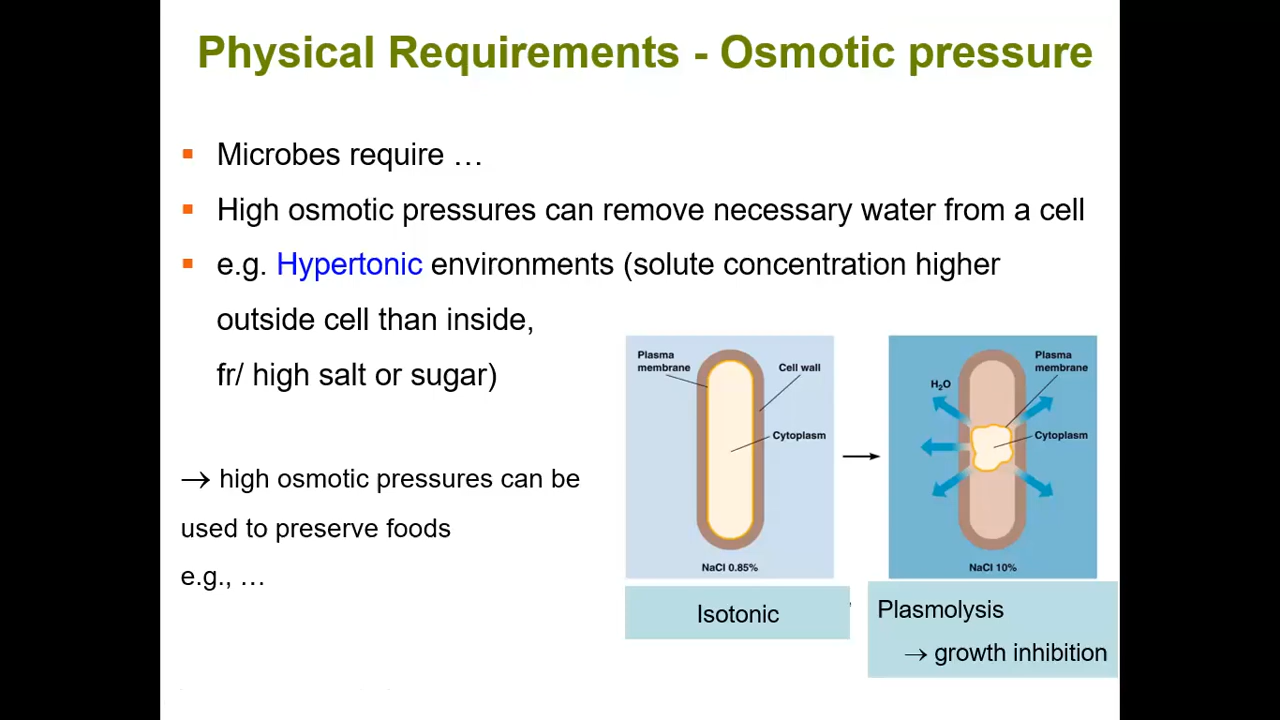 Physical Requirements - Osmotic pressure
▪ Microbes require …
▪ High osmotic pressures can remove necessary water from a cell
▪ e.g. Hypertonic environments (solute concentration higher
outside cell than inside,
fr/ high salt or sugar)
→ high osmotic pressures can be
used to preserve foods
e.g., …
Plasma
membrane
Cell wall
Cytoplasm
NaCl 0.85%
Isotonic
H₂O
Plasma
membrane
Cytoplasm
NaCl 10%
Plasmolysis
→ growth inhibition